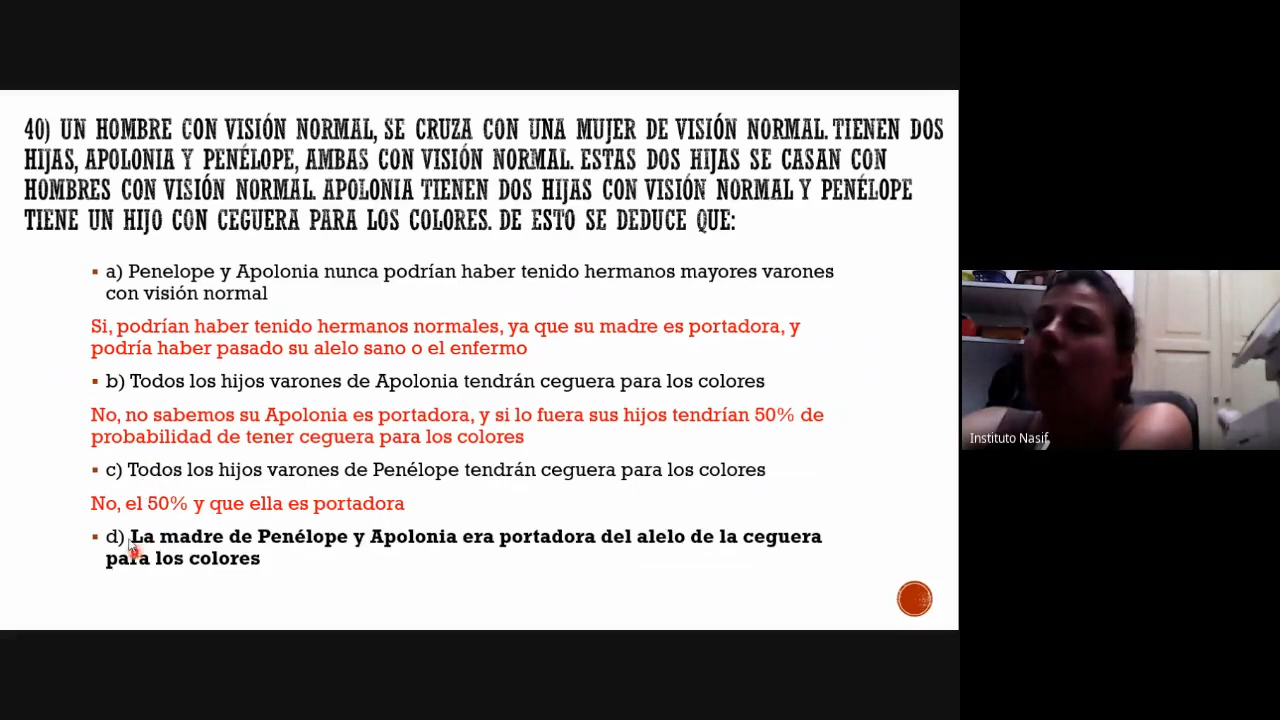 40) UN HOMBRE CON VISIÓN NORMAL, SE CRUZA CON UNA MUJER DE VISIÓN NORMAL. TIENEN DOS
HIJAS, APOLONIA Y PENÉLOPE, AMBAS CON VISIÓN NORMAL. ESTAS DOS HIJAS SE CASAN CON
HOMBRES CON VISIÓN NORMAL. APOLONIA TIENEN DOS HIJAS CON VISIÓN NORMAL Y PENÉLOPE
TIENE UN HIJO CON CEGUERA PARA LOS COLORES. DE ESTO SE DEDUCE QUE:
▪ a) Penelope y Apolonia nunca podrían haber tenido hermanos mayores varones
con visión normal
Si, podrían haber tenido hermanos normales, ya que su madre es portadora, y
podría haber pasado su alelo sano o el enfermo
▪ b) Todos los hijos varones de Apolonia tendrán ceguera para los colores
No, no sabemos su Apolonia es portadora, y si lo fuera sus hijos tendrían 50% de
probabilidad de tener ceguera para los colores
▪ c) Todos los hijos varones de Penélope tendrán ceguera para los colores
No, el 50% y que ella es portadora
▪ d) La madre de Penélope y Apolonia era portadora del alelo de la ceguera
para los colores
Instituto Nasif